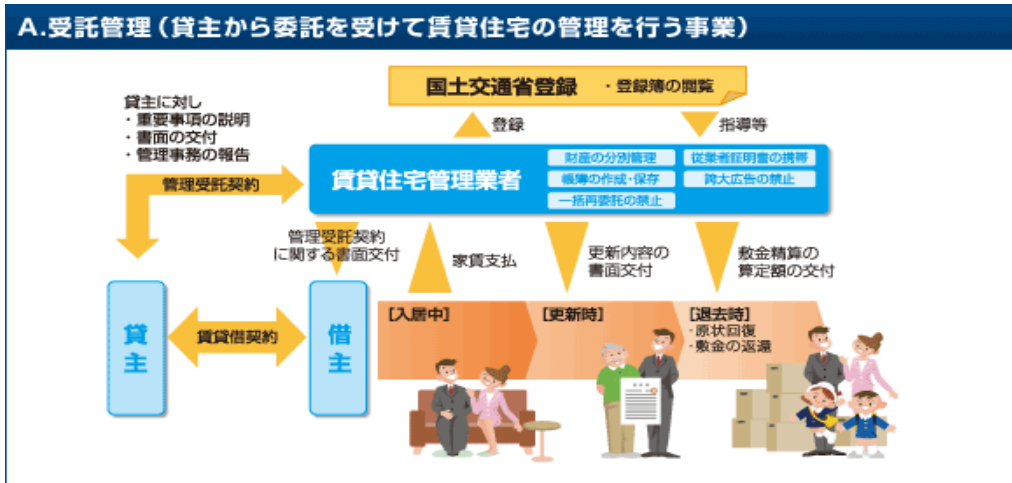 A.受託管理（貸主から委託を受けて賃貸住宅の管理を行う事業）
国土交通省登録 ・登録簿の閲覧
貸主に対し
・重要事項の説明
・書面の交付
・管理事務の報告
登録
指導等
管理受託契約
賃貸住宅管理業者
財産の分別管理
従業者証明書の携帯
帳簿の作成・保存
誇大広告の禁止
一括再委託の禁止
管理受託契約
に関する書面交付
家賃支払
更新内容の
書面交付
敷金精算の
算定額の交付
貸主
賃貸借契約
借主
[入居中]
[更新時]
[退去時]
・原状回復
・敷金の返還